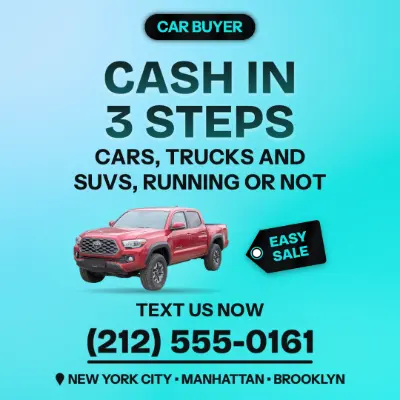 CAR BUYER
CASH IN
3 STEPS
CARS, TRUCKS AND
SUVS, RUNNING OR NOT
EASY
SALE
TEXT US NOW
(212) 555-0161
NEW YORK CITY • MANHATTAN • BROOKLYN